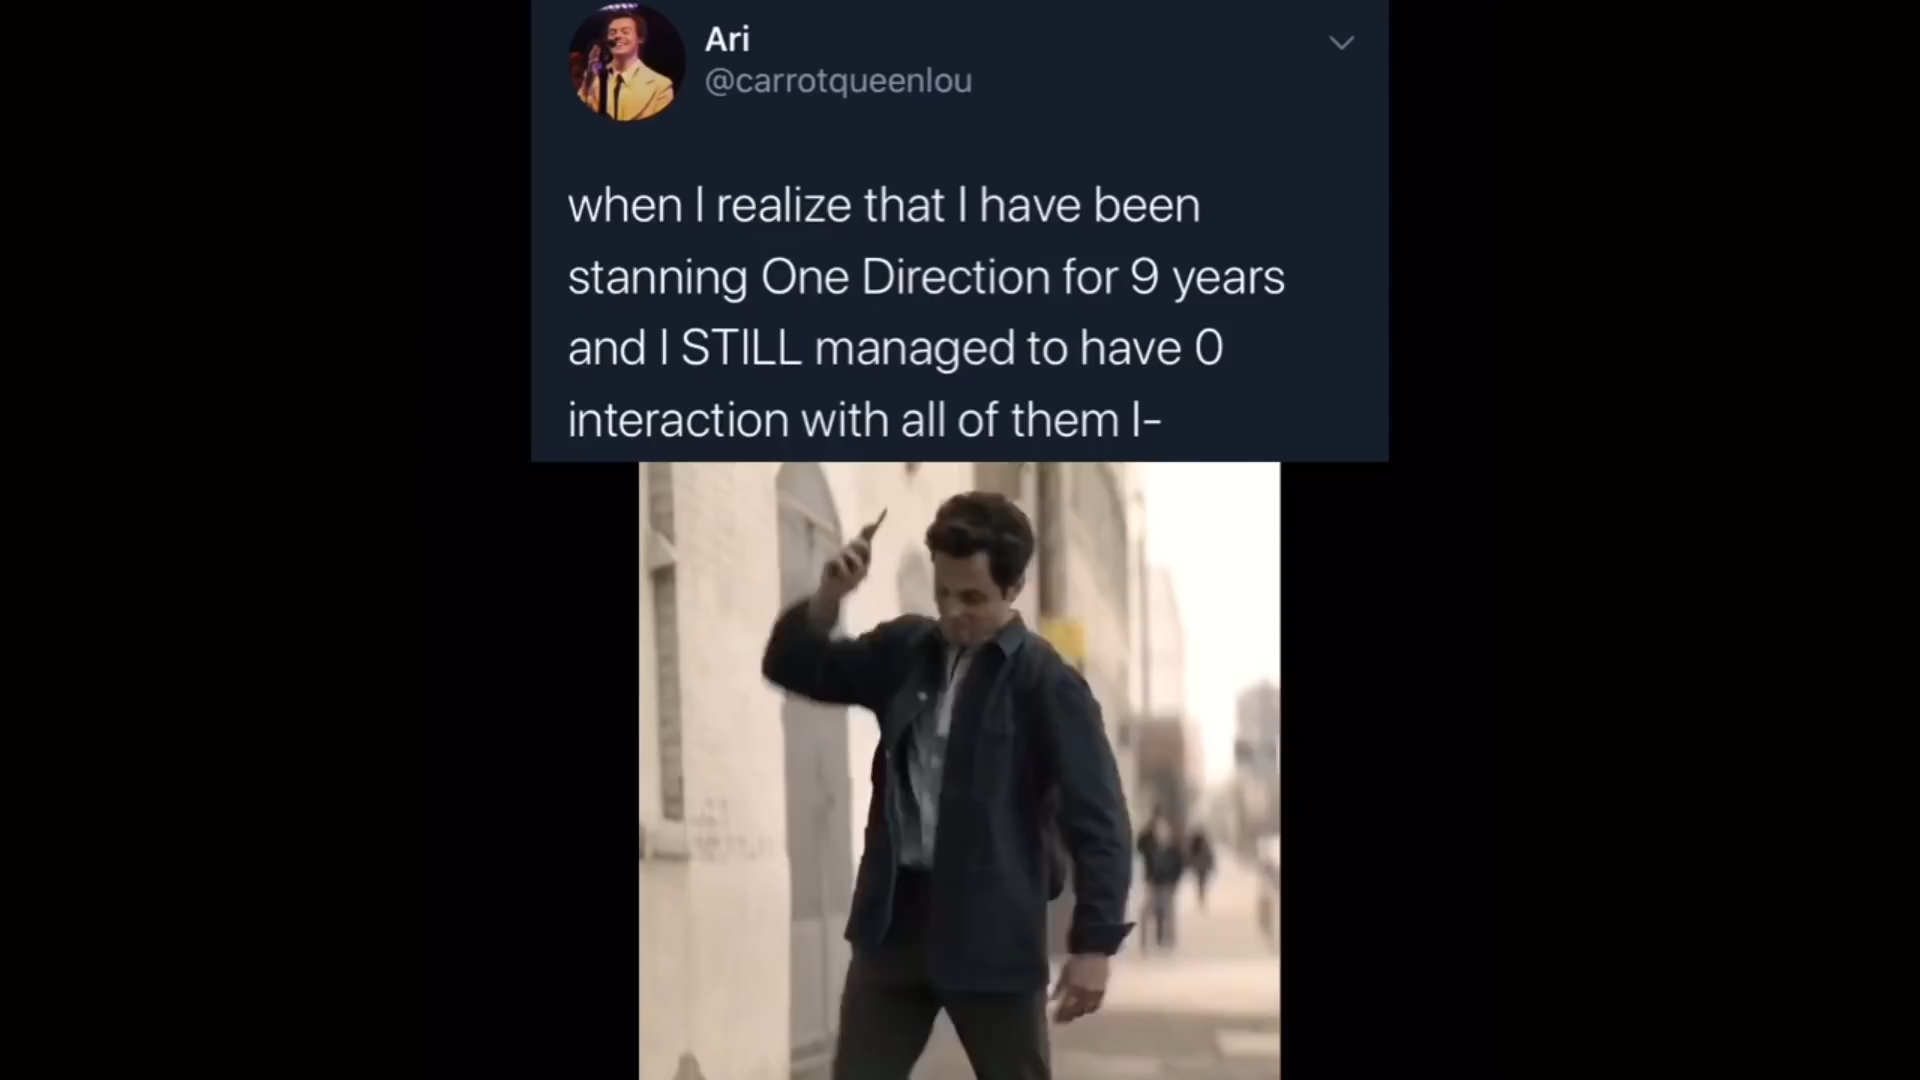 Ari
@carrotqueenlou
when I realize that I have been
stanning One Direction for 9 years
and I STILL managed to have 0
interaction with all of them I-